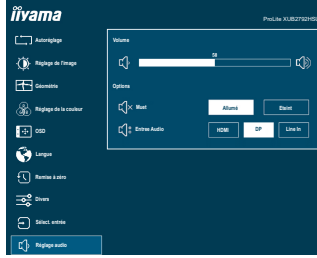 iiyama
ProLite XUB2792HS
Autoréglage
Réglage de l'image
Géométrie
Réglage de la couleur
OSD
Langue
Remise à zéro
Divers
Sélect. entrée
Réglage audio
Volume
50
Options
Muet
Allumé
Eteint
Entree Audio
HDMI
DP
Line In